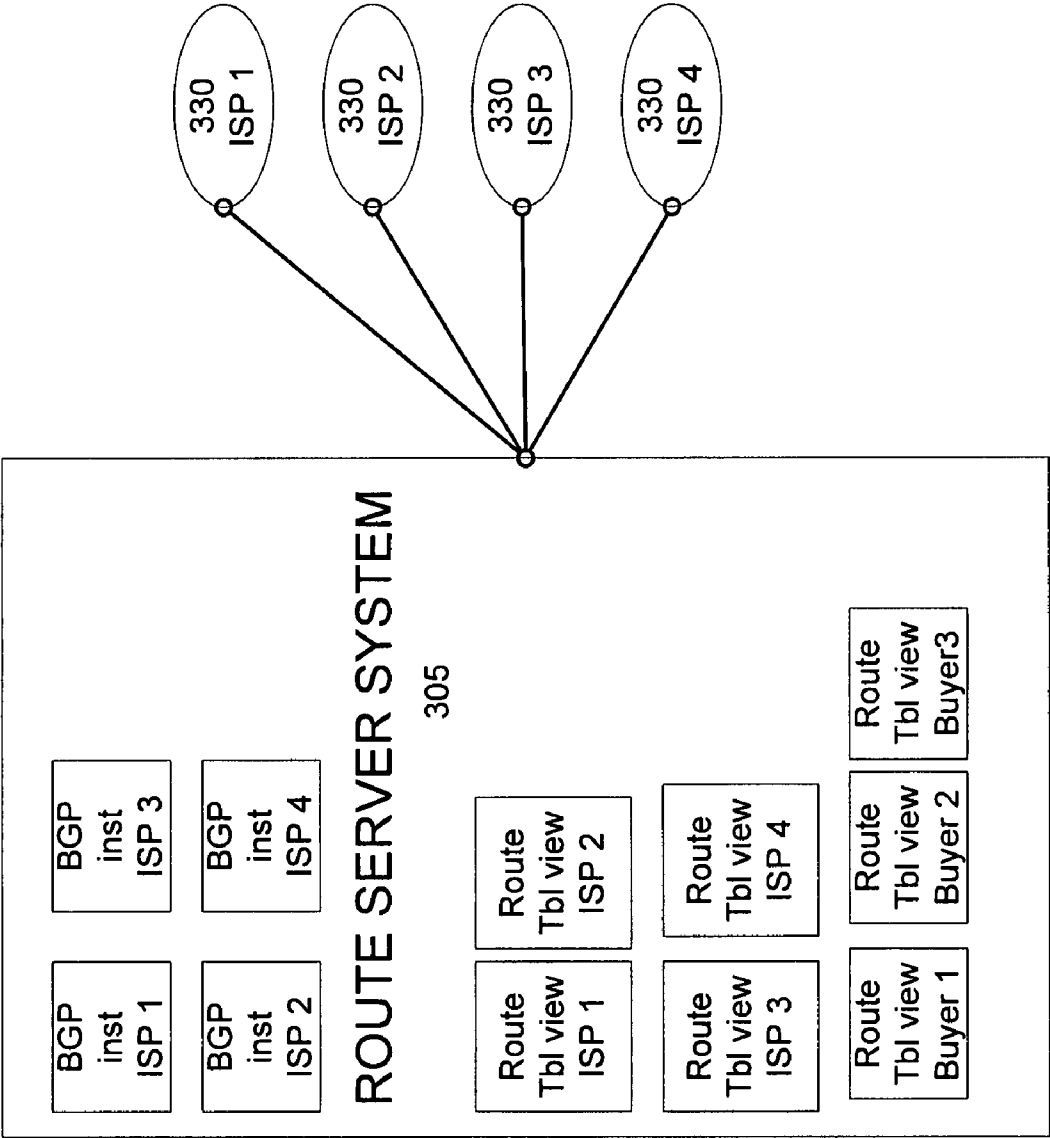 BGP
inst
ISP 1
BGP
inst
ISP 3
BGP
inst
ISP 2
BGP
inst
ISP 4
ROUTE SERVER SYSTEM
305
Route
Tbl view
ISP 1
Route
Tbl view
ISP 2
Route
Tbl view
ISP 3
Route
Tbl view
ISP 4
Route
Tbl view
Buyer 1
Route
Tbl view
Buyer 2
Route
Tbl view
Buyer3
330
ISP 1
330
ISP 2
330
ISP 3
330
ISP 4